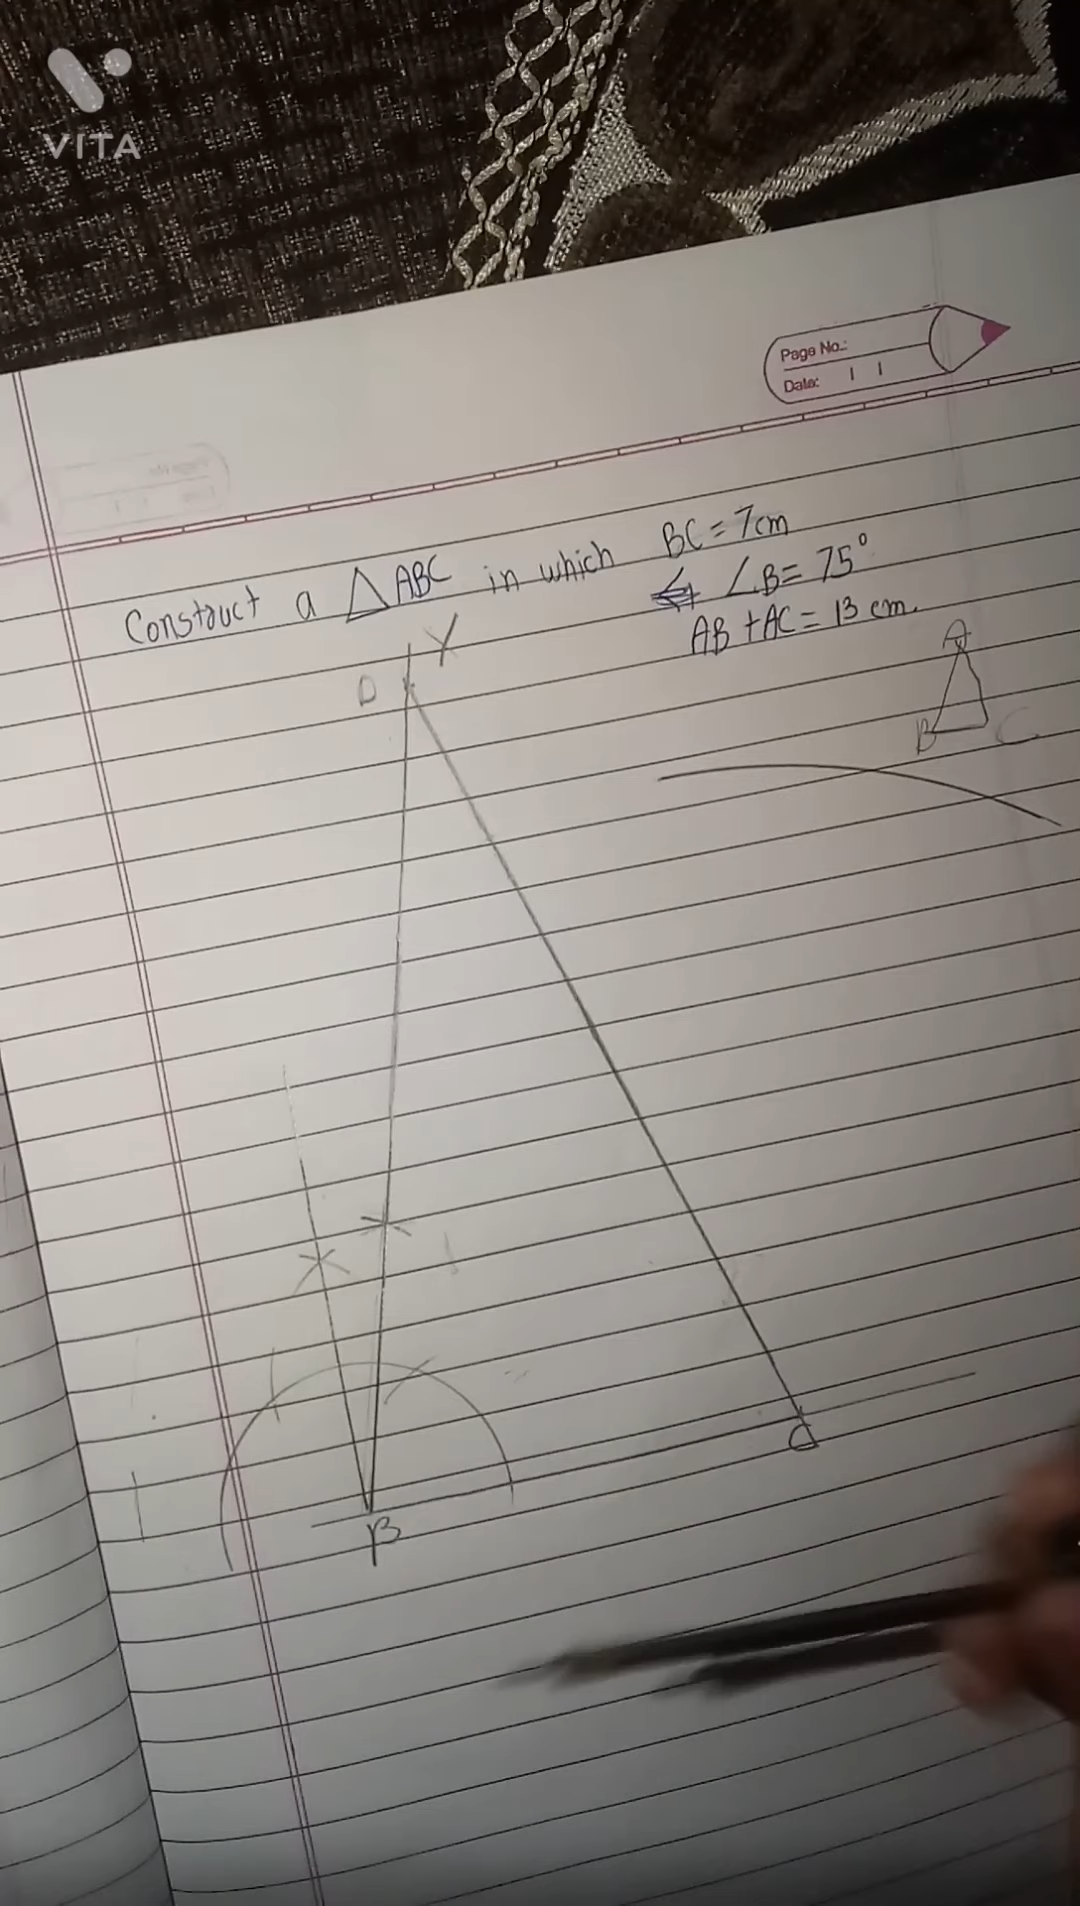 VITA
Page No.:
Date:
Construct a △ABC in which BC = 7cm
∠B = 75°
AB + AC = 13 cm.
Y
D
A
B
C
B
C